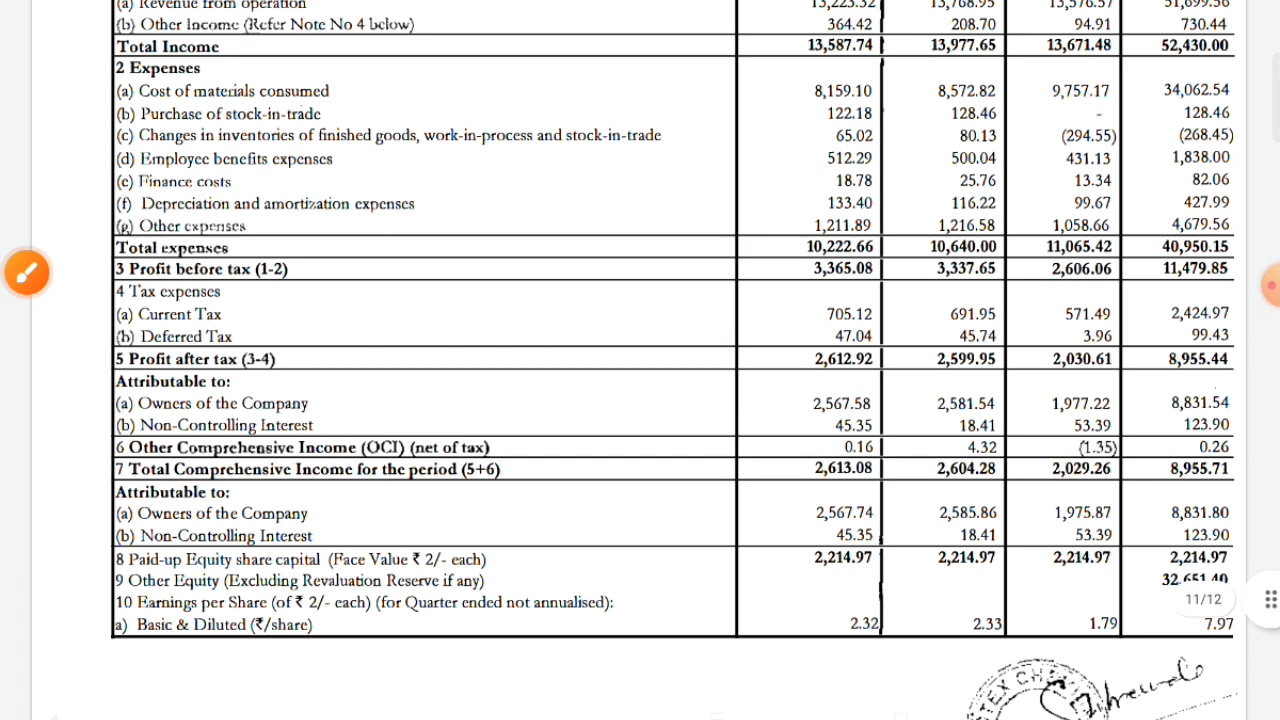 (a) Revenue from operation 13,223.32 13,768.95 13,576.57 51,699.56
(b) Other Income (Refer Note No 4 below) 364.42 208.70 94.91 730.44
Total Income 13,587.74 13,977.65 13,671.48 52,430.00
2 Expenses
(a) Cost of materials consumed 8,159.10 8,572.82 9,757.17 34,062.54
(b) Purchase of stock-in-trade 122.18 128.46 - 128.46
(c) Changes in inventories of finished goods, work-in-process and stock-in-trade 65.02 80.13 (294.55) (268.45)
(d) Employee benefits expenses 512.29 500.04 431.13 1,838.00
(e) Finance costs 18.78 25.76 13.34 82.06
(f) Depreciation and amortization expenses 133.40 116.22 99.67 427.99
(g) Other expenses 1,211.89 1,216.58 1,058.66 4,679.56
Total expenses 10,222.66 10,640.00 11,065.42 40,950.15
3 Profit before tax (1-2) 3,365.08 3,337.65 2,606.06 11,479.85
4 Tax expenses
(a) Current Tax 705.12 691.95 571.49 2,424.97
(b) Deferred Tax 47.04 45.74 3.96 99.43
5 Profit after tax (3-4) 2,612.92 2,599.95 2,030.61 8,955.44
Attributable to:
(a) Owners of the Company 2,567.58 2,581.54 1,977.22 8,831.54
(b) Non-Controlling Interest 45.35 18.41 53.39 123.90
6 Other Comprehensive Income (OCI) (net of tax) 0.16 4.32 (1.35) 0.26
7 Total Comprehensive Income for the period (5+6) 2,613.08 2,604.28 2,029.26 8,955.71
Attributable to:
(a) Owners of the Company 2,567.74 2,585.86 1,975.87 8,831.80
(b) Non-Controlling Interest 45.35 18.41 53.39 123.90
8 Paid-up Equity share capital (Face Value ₹ 2/- each) 2,214.97 2,214.97 2,214.97 2,214.97
9 Other Equity (Excluding Revaluation Reserve if any) 32,651.40
10 Earnings per Share (of ₹ 2/- each) (for Quarter ended not annualised):
11/12
a) Basic & Diluted (₹/share) 2.32 2.33 1.79 7.97